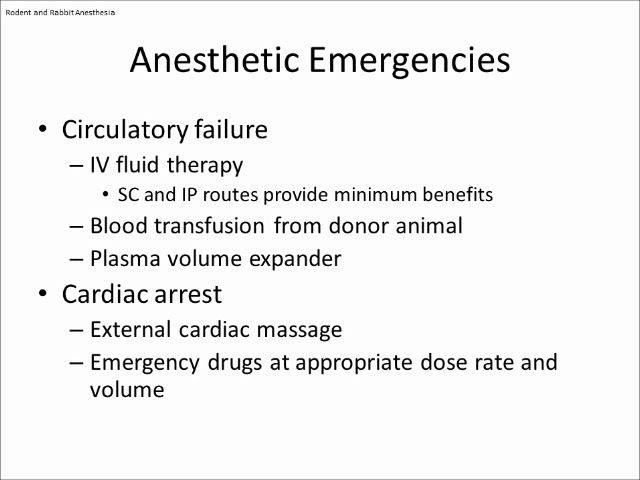 Rodent and Rabbit Anesthesia
Anesthetic Emergencies
• Circulatory failure
– IV fluid therapy
• SC and IP routes provide minimum benefits
– Blood transfusion from donor animal
– Plasma volume expander
• Cardiac arrest
– External cardiac massage
– Emergency drugs at appropriate dose rate and
volume